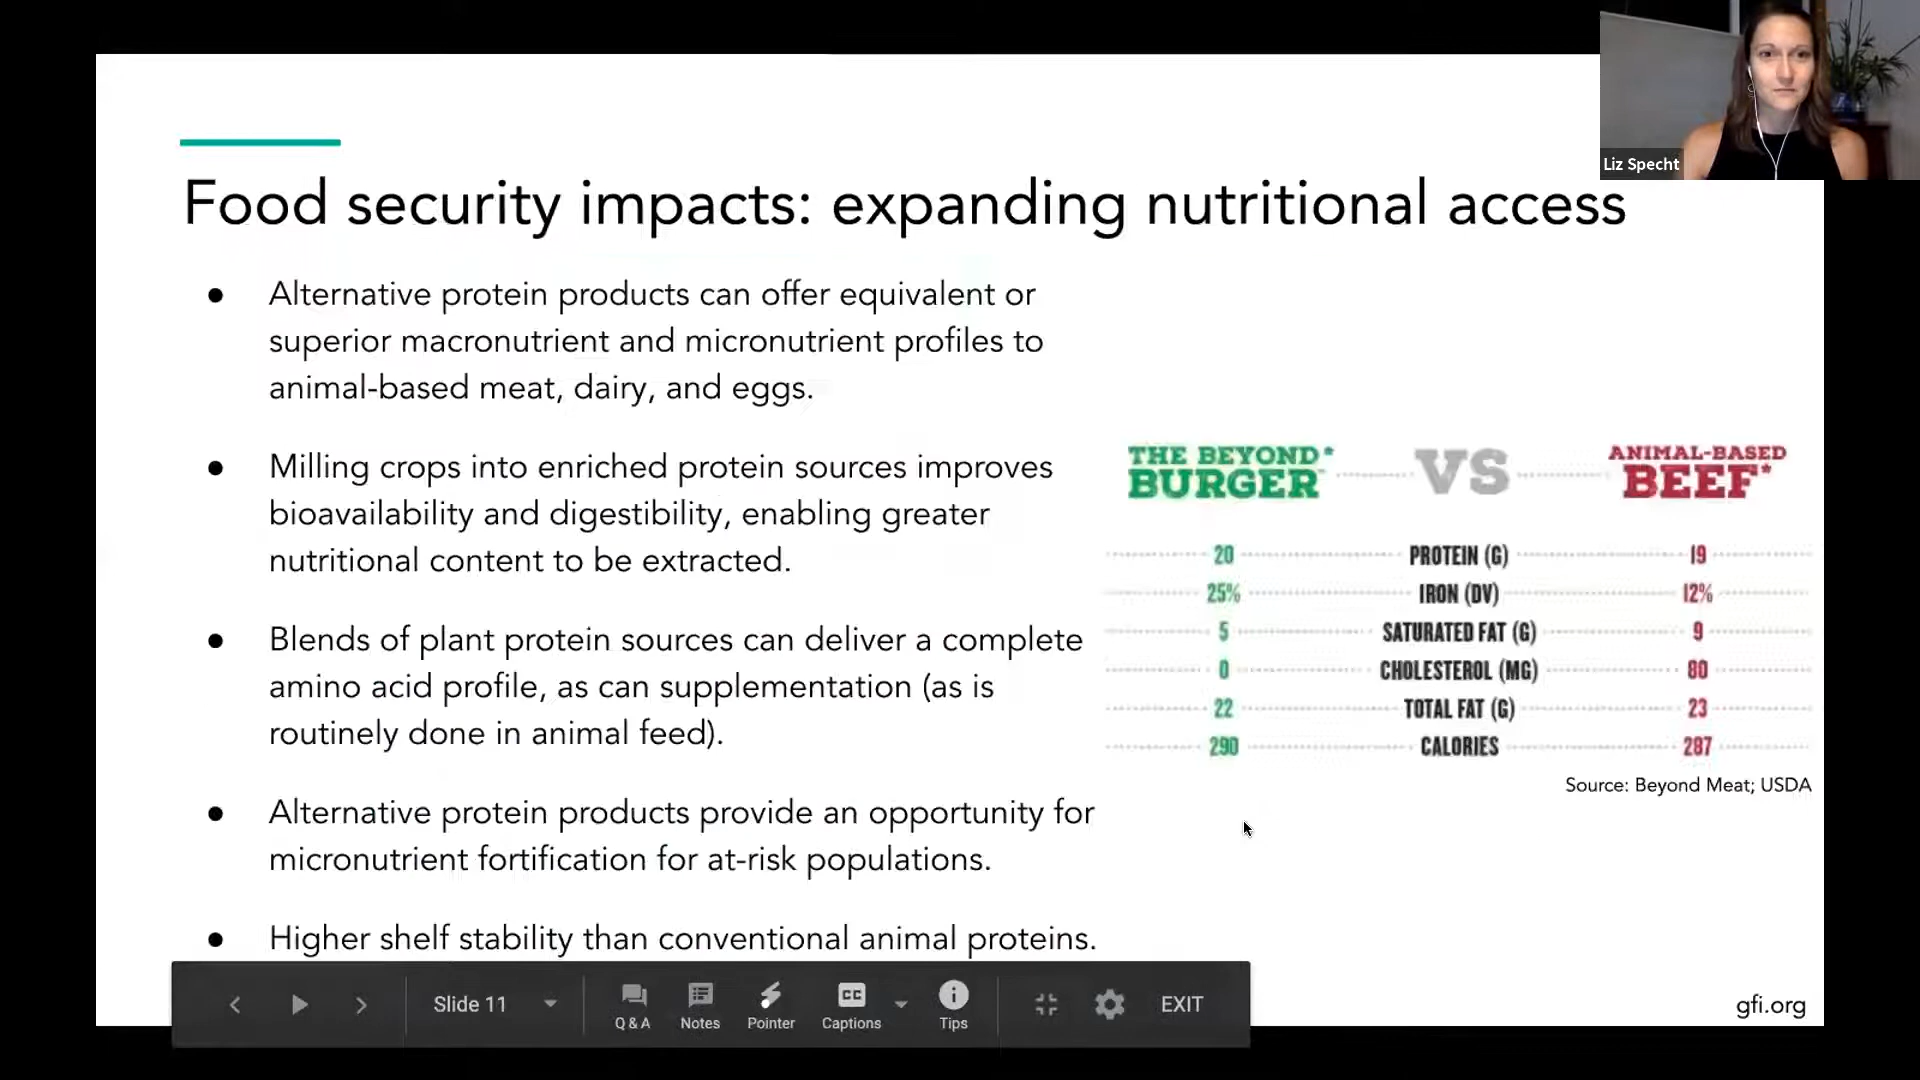 Liz Specht
Food security impacts: expanding nutritional access
● Alternative protein products can offer equivalent or
superior macronutrient and micronutrient profiles to
animal-based meat, dairy, and eggs.
● Milling crops into enriched protein sources improves
bioavailability and digestibility, enabling greater
nutritional content to be extracted.
● Blends of plant protein sources can deliver a complete
amino acid profile, as can supplementation (as is
routinely done in animal feed).
● Alternative protein products provide an opportunity for
micronutrient fortification for at-risk populations.
● Higher shelf stability than conventional animal proteins.
THE BEYOND*
BURGER™
VS
ANIMAL-BASED
BEEF*
20 PROTEIN (G) 19
25% IRON (DV) 12%
5 SATURATED FAT (G) 9
0 CHOLESTEROL (MG) 80
22 TOTAL FAT (G) 23
290 CALORIES 287
Source: Beyond Meat; USDA
gfi.org
Slide 11
Q & A
Notes
Pointer
CC
Captions
Tips
EXIT